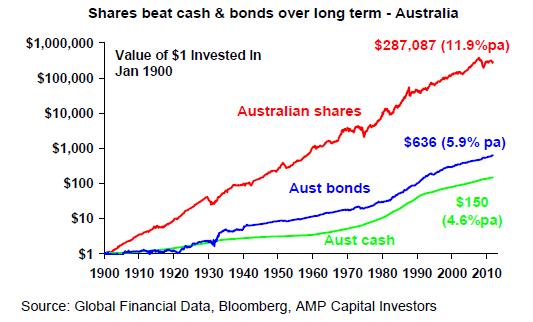 Shares beat cash & bonds over long term - Australia
$1,000,000
$100,000
$10,000
$1,000
$100
$10
$1
Value of $1 Invested In
Jan 1900
$287,087 (11.9%pa)
Australian shares
$636 (5.9% pa)
Aust bonds
$150
(4.6%pa)
Aust cash
1900 1910 1920 1930 1940 1950 1960 1970 1980 1990 2000 2010
Source: Global Financial Data, Bloomberg, AMP Capital Investors